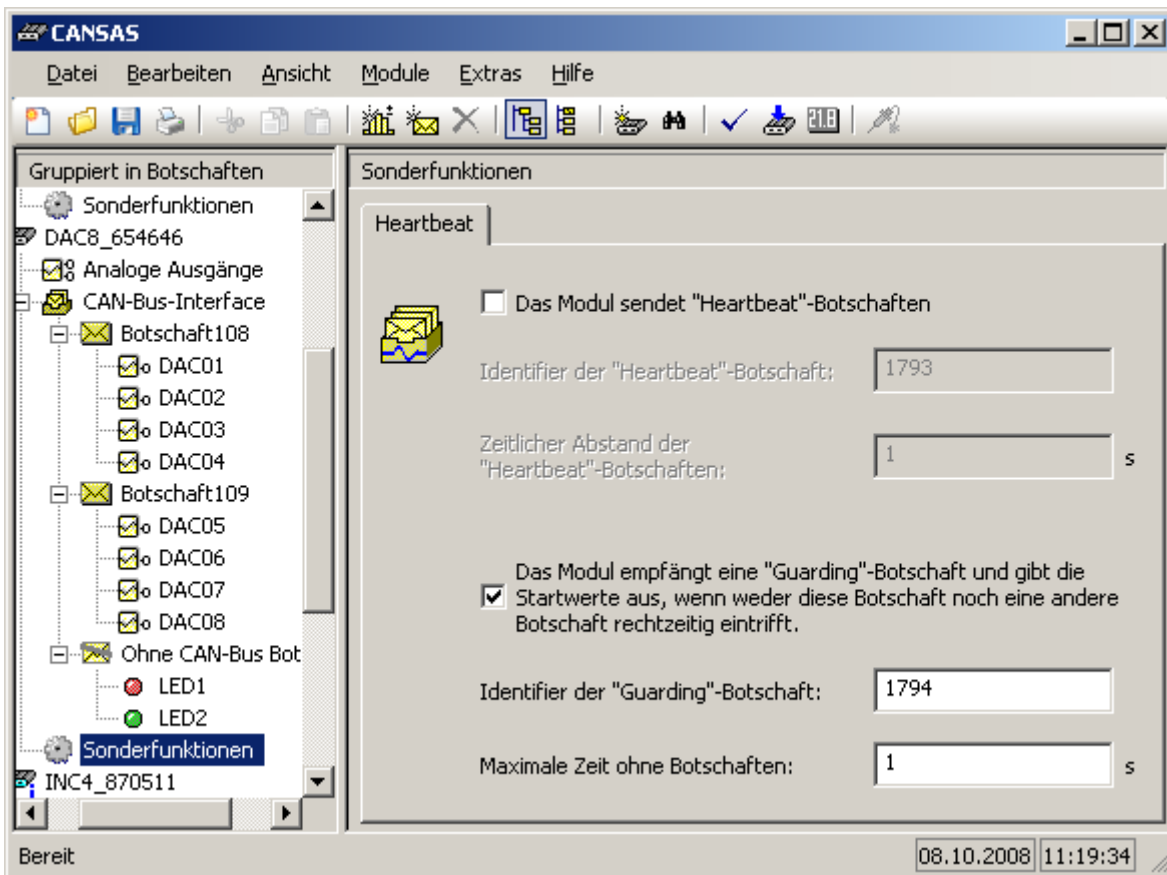 CANSAS
Datei Bearbeiten Ansicht Module Extras Hilfe
21.8
Gruppiert in Botschaften
Sonderfunktionen
DAC8_654646
Analoge Ausgänge
CAN-Bus-Interface
Botschaft108
DAC01
DAC02
DAC03
DAC04
Botschaft109
DAC05
DAC06
DAC07
DAC08
Ohne CAN-Bus Bot
LED1
LED2
Sonderfunktionen
INC4_870511
Sonderfunktionen
Heartbeat
Das Modul sendet "Heartbeat"-Botschaften
Identifier der "Heartbeat"-Botschaft: 1793
Zeitlicher Abstand der
"Heartbeat"-Botschaften: 1 s
Das Modul empfängt eine "Guarding"-Botschaft und gibt die
Startwerte aus, wenn weder diese Botschaft noch eine andere
Botschaft rechtzeitig eintrifft.
Identifier der "Guarding"-Botschaft: 1794
Maximale Zeit ohne Botschaften: 1 s
Bereit 08.10.2008 11:19:34